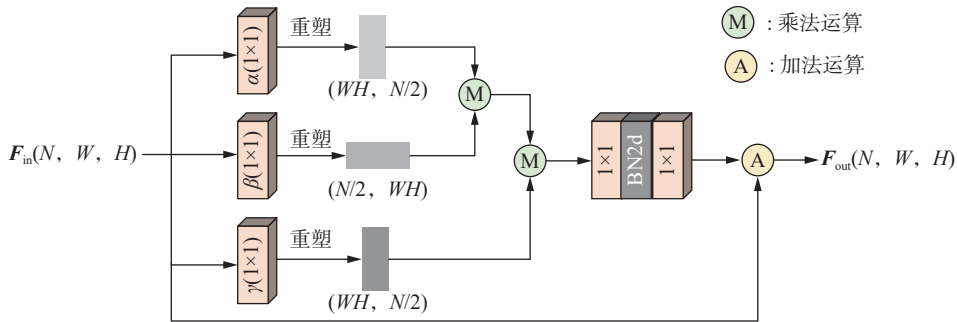 α(1×1)
重塑
(WH, N/2)
M
M : 乘法运算
A : 加法运算
F_in(N, W, H)
β(1×1)
重塑
(N/2, WH)
M
1×1
BN2d
1×1
A
F_out(N, W, H)
γ(1×1)
重塑
(WH, N/2)